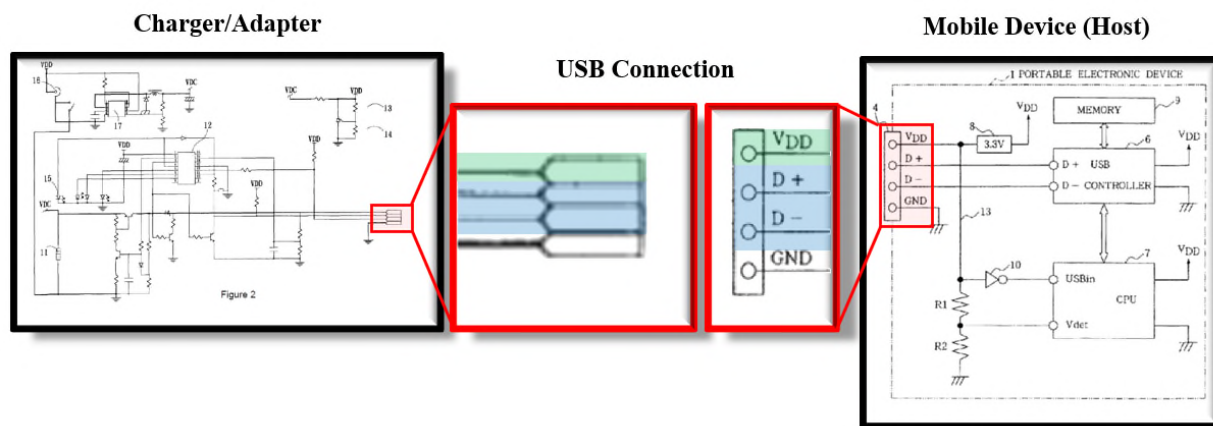 Charger/Adapter
USB Connection
Mobile Device (Host)
VDD
16
VDC
17
VDC
VDD
13
14
12
VDD
15
VDD
VDC
11
Figure 2
VDD
D +
D −
GND
1 PORTABLE ELECTRONIC DEVICE
4
VDD
D +
D −
GND
8
3.3V
VDD
MEMORY
9
6
VDD
D + USB
D − CONTROLLER
13
10
7
VDD
USBin
CPU
R1
Vdet
R2